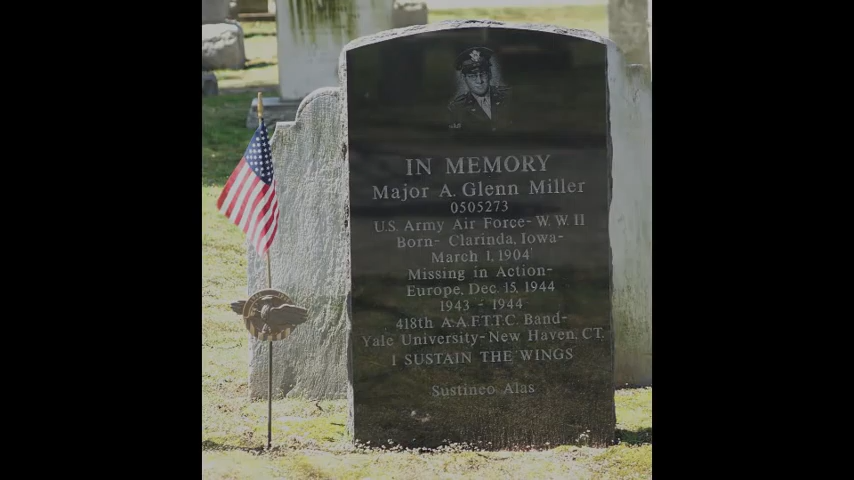 IN MEMORY
Major A. Glenn Miller
0505273
U.S. Army Air Force- W.W.II
Born- Clarinda, Iowa-
March 1, 1904
Missing in Action-
Europe, Dec. 15, 1944
1943 - 1944
418th A.A.F.T.T.C. Band-
Yale University- New Haven, CT.
I SUSTAIN THE WINGS
Sustineo Alas